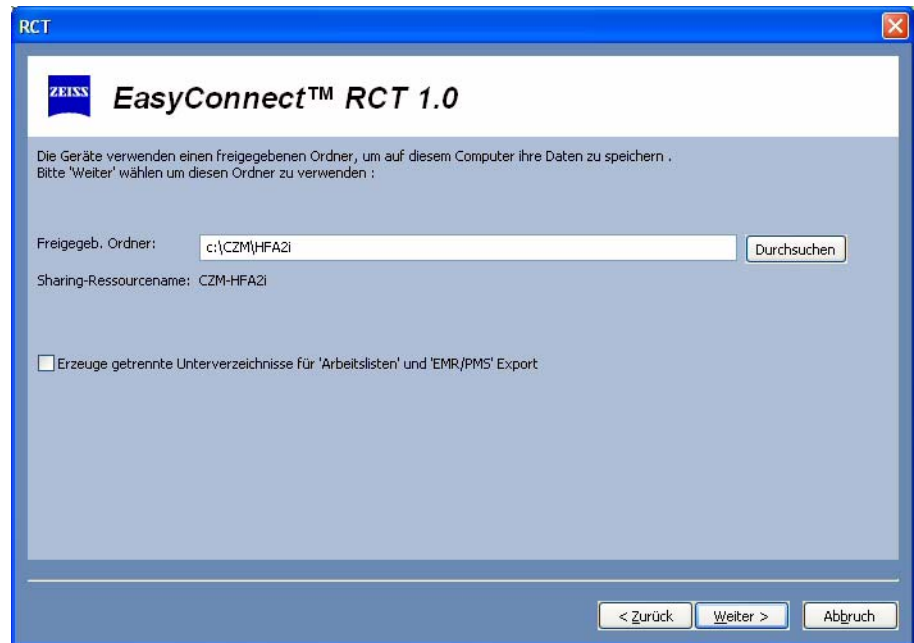 RCT
ZEISS
EasyConnect™ RCT 1.0
Die Geräte verwenden einen freigegebenen Ordner, um auf diesem Computer ihre Daten zu speichern .
Bitte 'Weiter' wählen um diesen Ordner zu verwenden :
Freigegeb. Ordner: c:\CZM\HFA2i Durchsuchen
Sharing-Ressourcename: CZM-HFA2i
Erzeuge getrennte Unterverzeichnisse für 'Arbeitslisten' und 'EMR/PMS' Export
< Zurück Weiter > Abbruch